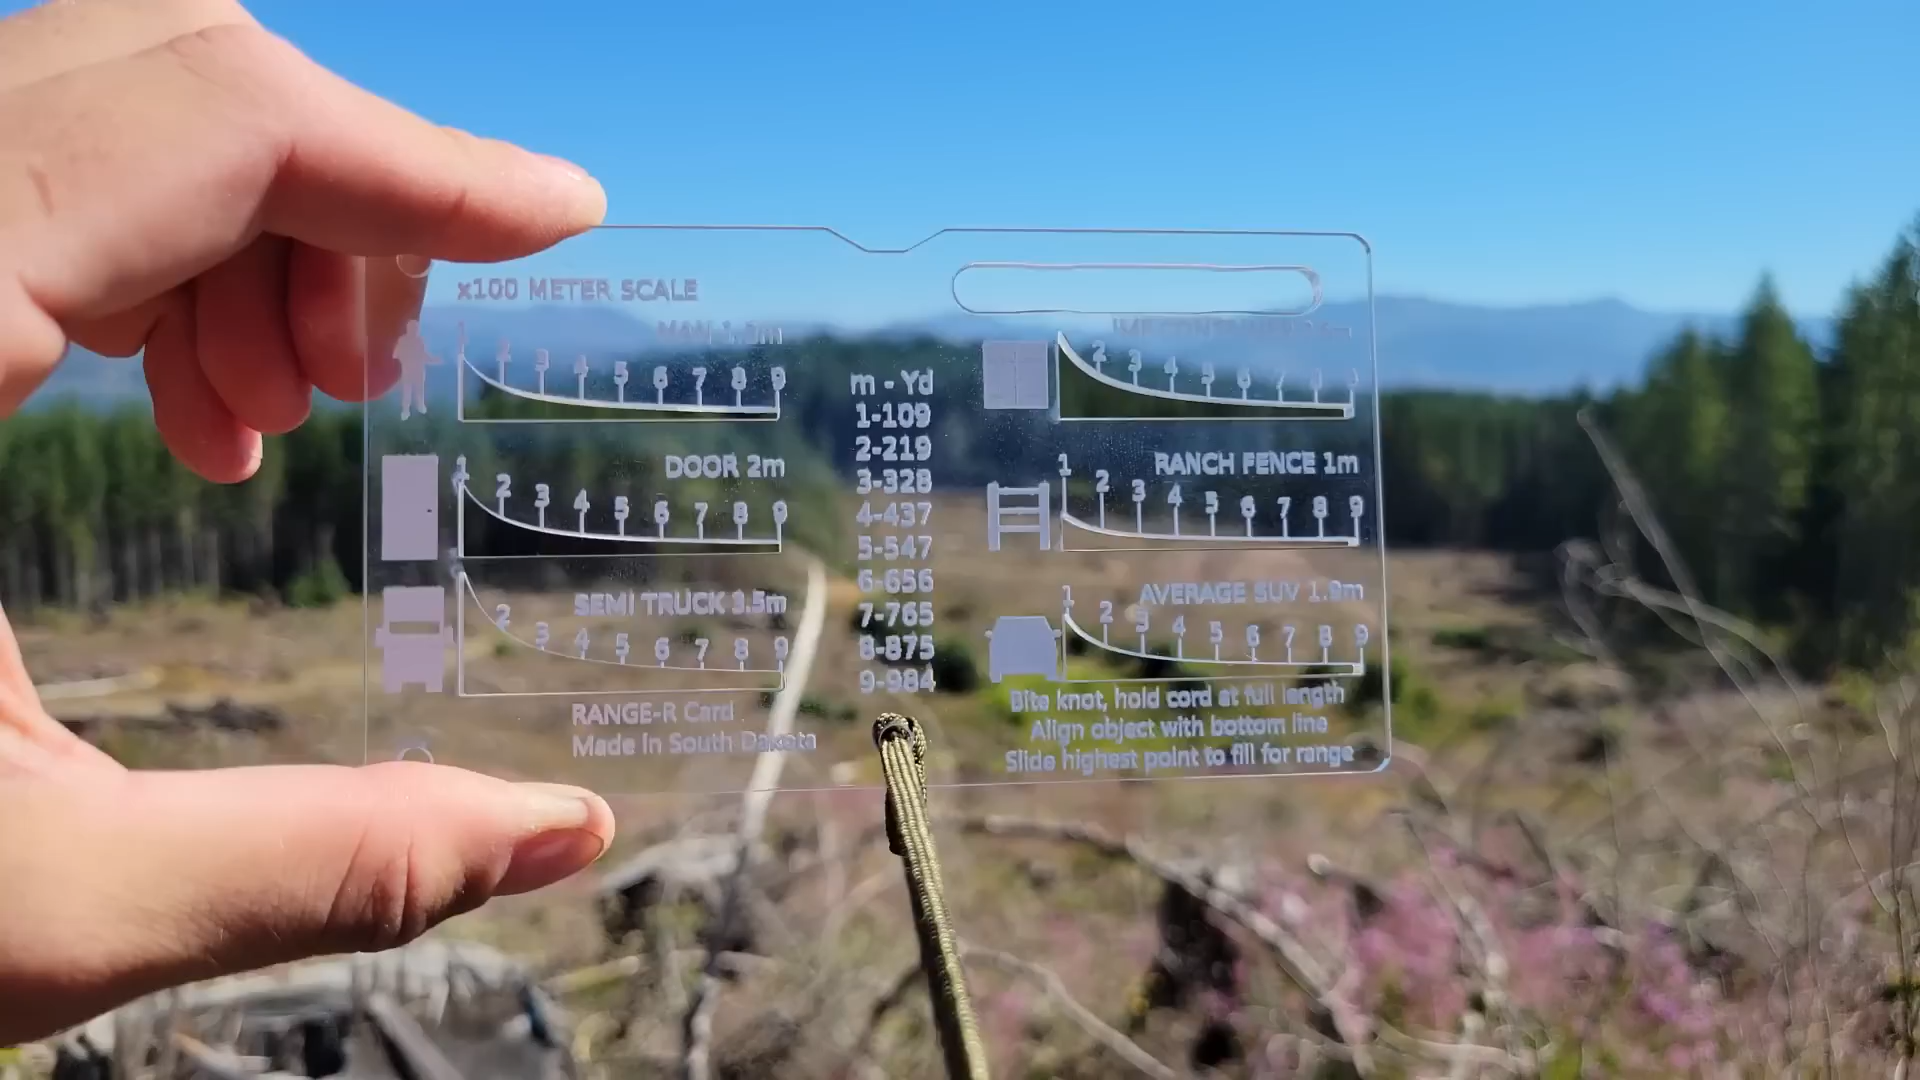 x100 METER SCALE
MAN 1.8m
1 2 3 4 5 6 7 8 9
DOOR 2m
1 2 3 4 5 6 7 8 9
SEMI TRUCK 3.5m
2 3 4 5 6 7 8 9
RANGE-R Card
Made in South Dakota
m - Yd
1-109
2-219
3-328
4-437
5-547
6-656
7-765
8-875
9-984
2 3 4 5 6 7
RANCH FENCE 1m
1 2 3 4 5 6 7 8 9
AVERAGE SUV 1.9m
1 2 3 4 5 6 7 8 9
Bite knot, hold cord at full length
Align object with bottom line
Slide highest point to fill for range